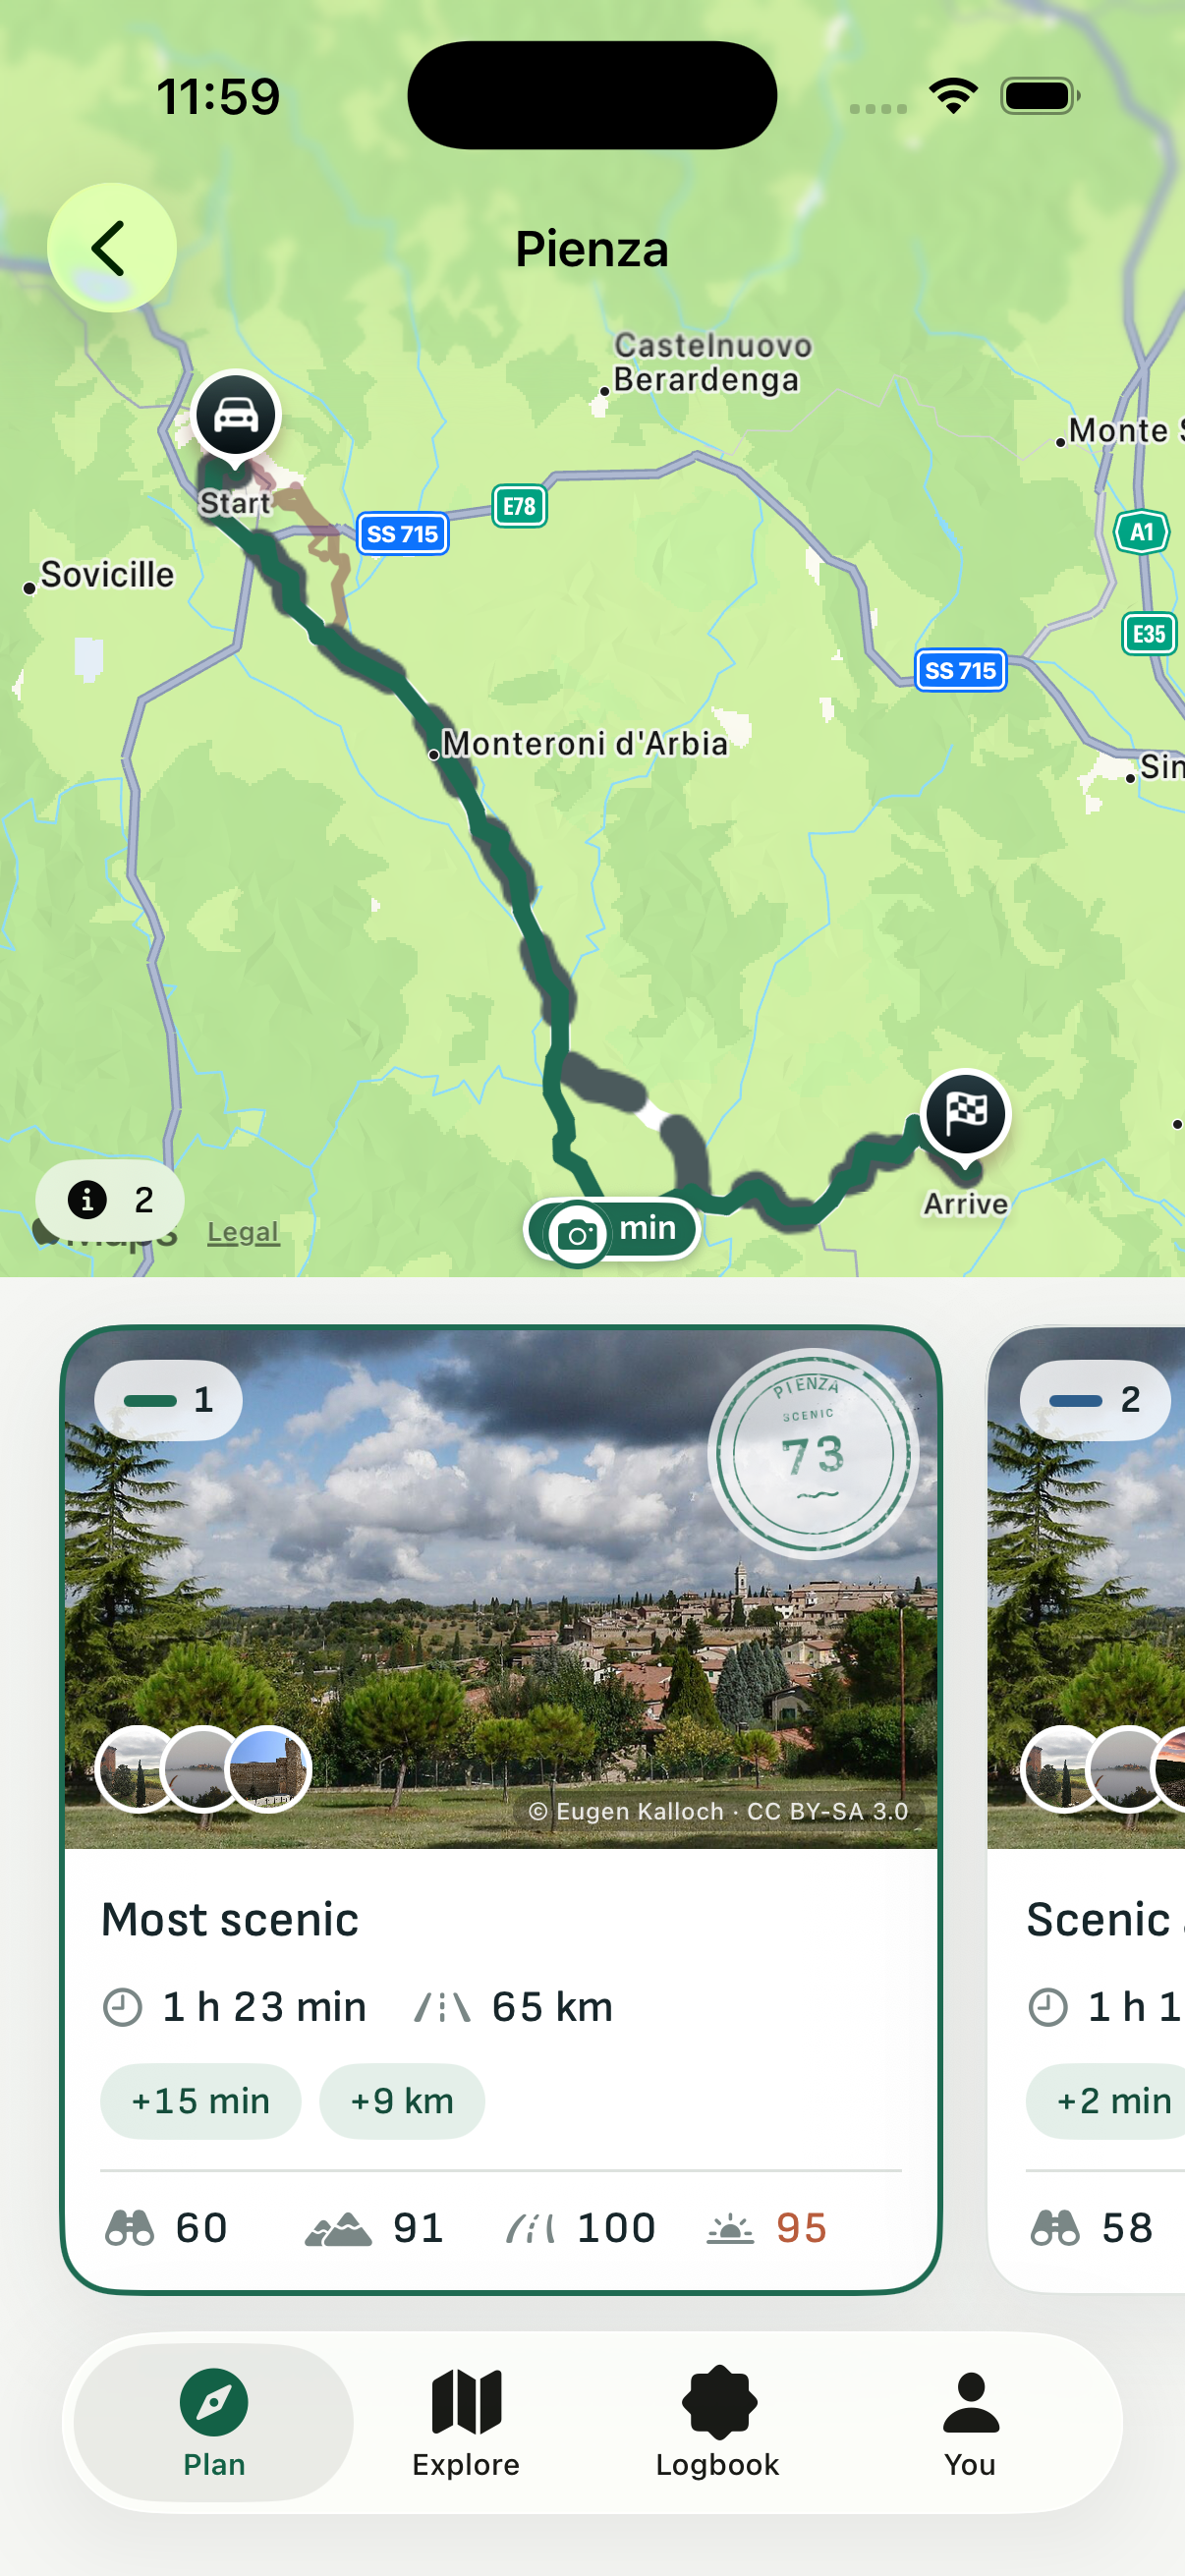 11:59
Pienza
Castelnuovo
Berardenga
Monte S
Start
SS 715
E78
A1
Sovicille
E35
SS 715
Monteroni d'Arbia
Sin
2
Maps
Legal
min
Arrive
1
PIENZA
SCENIC
73
2
© Eugen Kalloch · CC BY-SA 3.0
Most scenic
Scenic
1 h 23 min
65 km
1 h 1
+15 min
+9 km
+2 min
60
91
100
95
58
Plan
Explore
Logbook
You